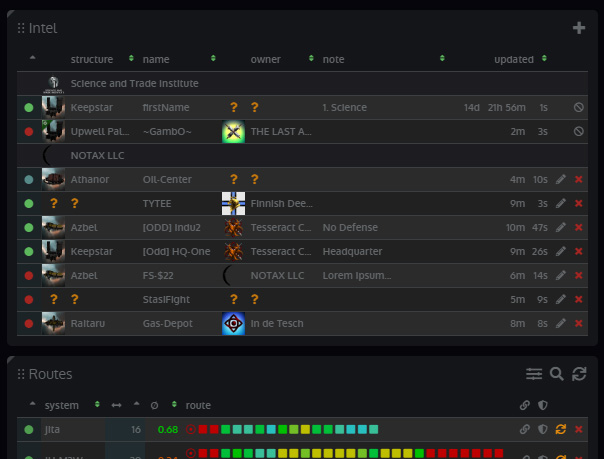 Intel
structure name owner note updated
Science and Trade Institute
Keepstar firstName ? ? 1. Science 14d 21h 56m 1s
Upwell Pal... ~GambO~ THE LAST A... 2m 3s
NOTAX LLC
Athanor Oil-Center ? ? 4m 10s
? ? TYTEE Finnish Dee... 9m 3s
Azbel [ODD] Indu2 Tesseract C... No Defense 10m 47s
Keepstar [Odd] HQ-One Tesseract C... Headquarter 9m 26s
Azbel FS-$22 NOTAX LLC Lorem Ipsum... 6m 14s
? ? StasiFight ? ? 5m 9s
Raitaru Gas-Depot In de Tesch 8m 8s
Routes
system Ø route
Jita 16 0.68